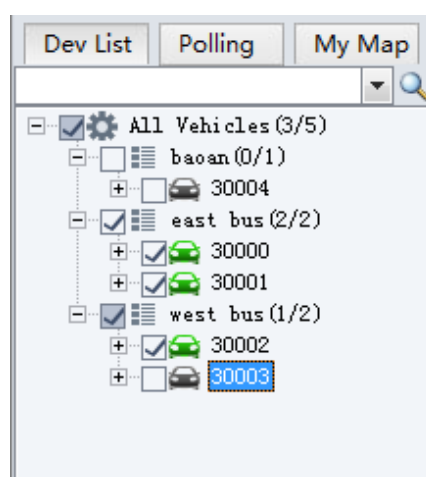 Dev List Polling My Map
All Vehicles(3/5)
baoan(0/1)
30004
east bus(2/2)
30000
30001
west bus(1/2)
30002
30003